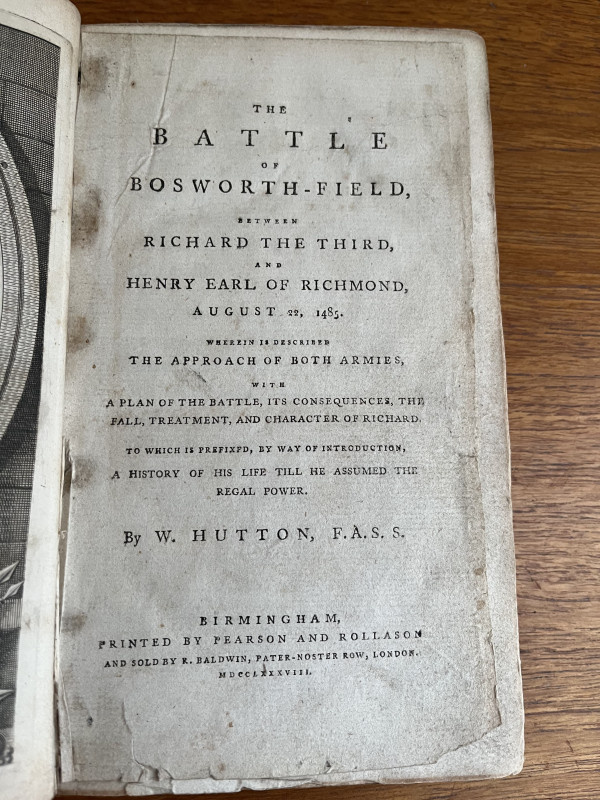 THE
BATTLE
OF
BOSWORTH-FIELD,
BETWEEN
RICHARD THE THIRD,
AND
HENRY EARL OF RICHMOND,
AUGUST 22, 1485.
WHEREIN IS DESCRIBED
THE APPROACH OF BOTH ARMIES,
WITH
A PLAN OF THE BATTLE, ITS CONSEQUENCES, THE
FALL, TREATMENT, AND CHARACTER OF RICHARD.
TO WHICH IS PREFIXED, BY WAY OF INTRODUCTION,
A HISTORY OF HIS LIFE TILL HE ASSUMED THE
REGAL POWER.
By W. HUTTON, F.A.S.S.
BIRMINGHAM,
PRINTED BY PEARSON AND ROLLASON
AND SOLD BY R. BALDWIN, PATER-NOSTER ROW, LONDON.
MDCCLXXXVIII.